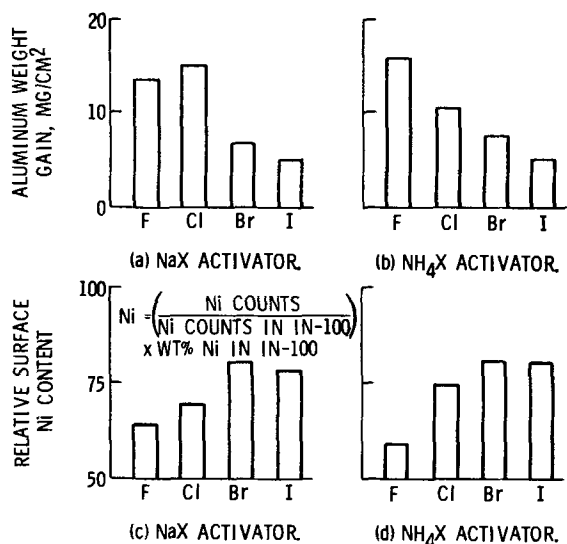 ALUMINUM WEIGHT
GAIN, MG/CM²
20
10
0
F Cl Br I
(a) NaX ACTIVATOR.
F Cl Br I
(b) NH₄X ACTIVATOR.
RELATIVE SURFACE
Ni CONTENT
100
75
50
Ni = (Ni COUNTS
Ni COUNTS IN IN-100)
x WT% Ni IN IN-100
F Cl Br I
(c) NaX ACTIVATOR.
F Cl Br I
(d) NH₄X ACTIVATOR.